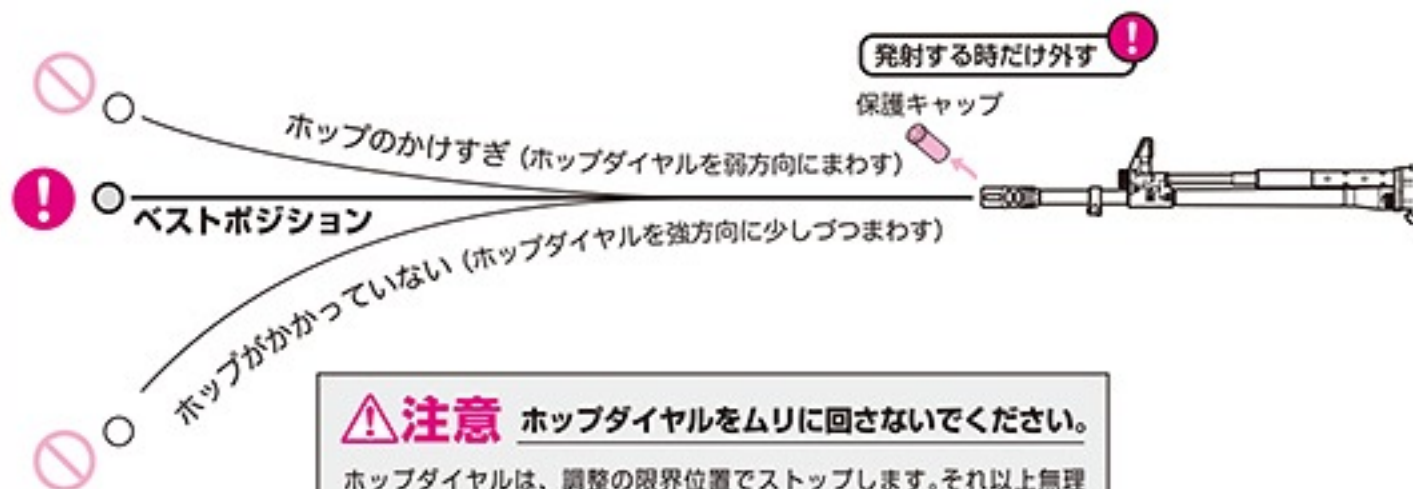 発射する時だけ外す
保護キャップ
ホップのかけすぎ（ホップダイヤルを弱方向にまわす）
ベストポジション
ホップがかかっていない（ホップダイヤルを強方向に少しづつまわす）
注意 ホップダイヤルをムリに回さないでください。
ホップダイヤルは、調整の限界位置でストップします。それ以上無理